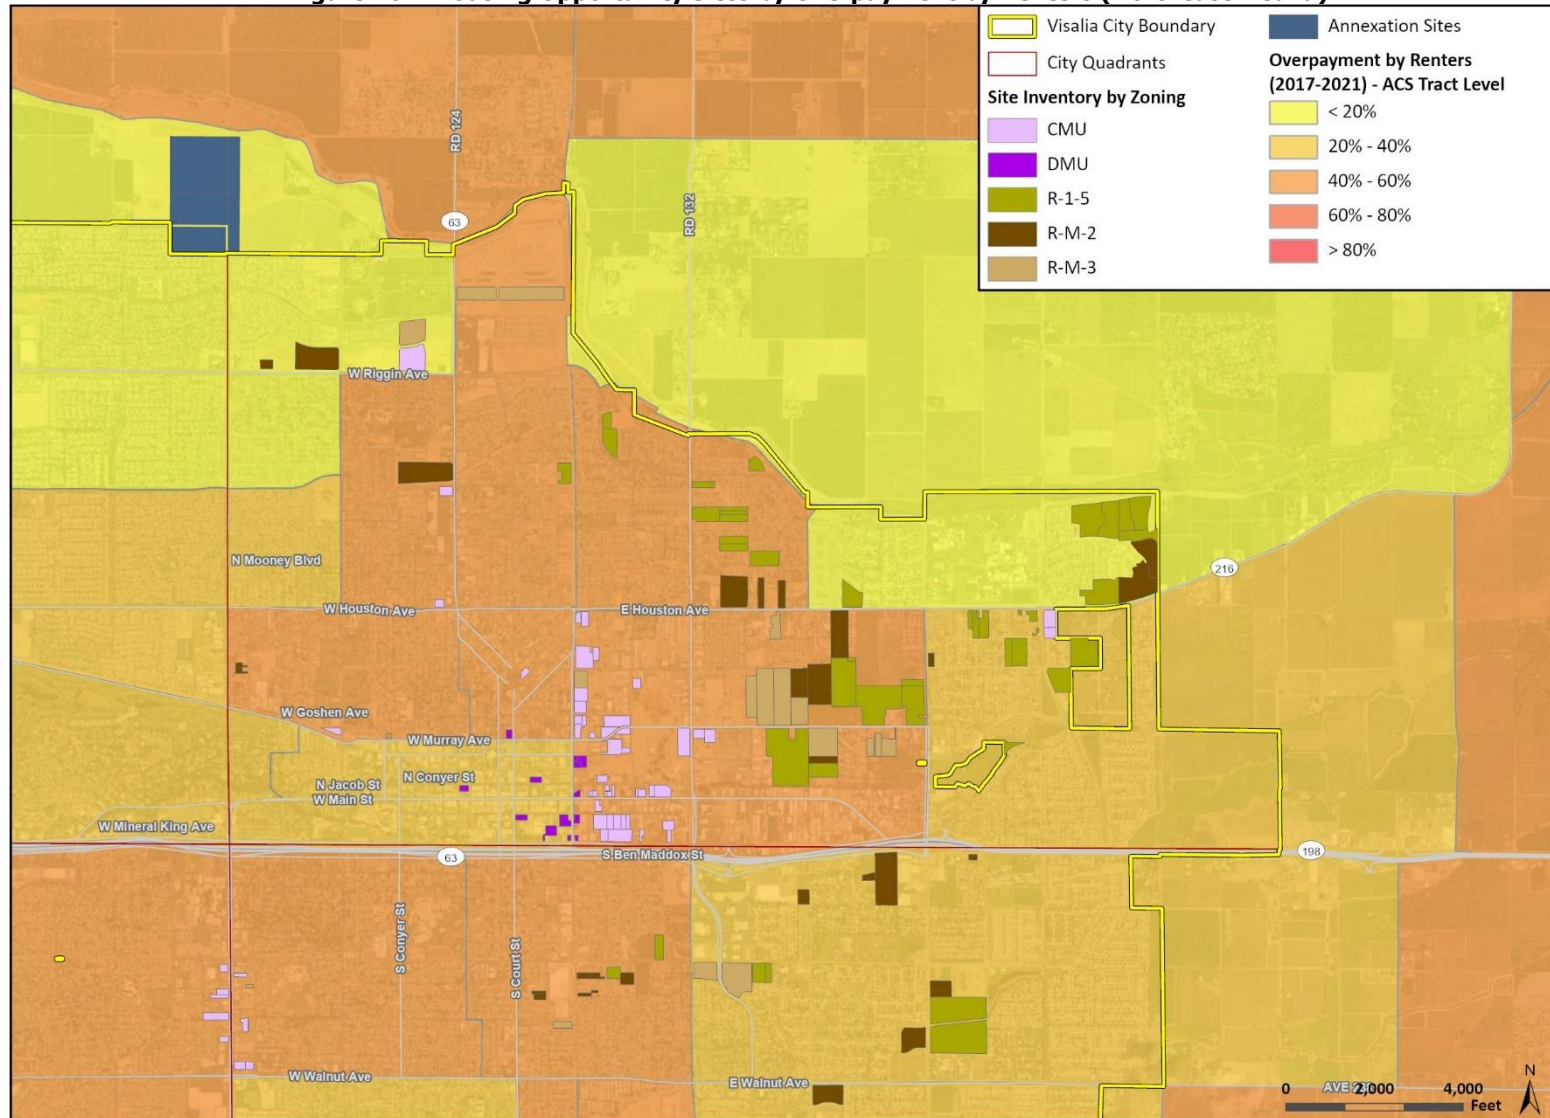 Visalia City Boundary
City Quadrants
Site Inventory by Zoning
CMU
DMU
R-1-5
R-M-2
R-M-3
Annexation Sites
Overpayment by Renters
(2017-2021) - ACS Tract Level
< 20%
20% - 40%
40% - 60%
60% - 80%
> 80%
RD 124
63
RD 132
W Riggin Ave
N Mooney Blvd
216
W Houston Ave
E Houston Ave
W Goshen Ave
W Murray Ave
N Conyer St
N Jacob St
W Main St
W Mineral King Ave
63
S Ben Maddox St
198
S Conyer St
S Court St
W Walnut Ave
E Walnut Ave
N
0 2,000 4,000
Feet